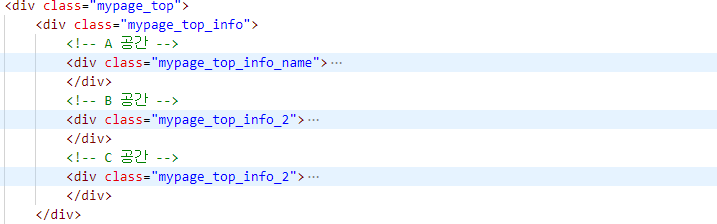 <div class="mypage_top">
<div class="mypage_top_info">
<!-- A 공간 -->
<div class="mypage_top_info_name">···
</div>
<!-- B 공간 -->
<div class="mypage_top_info_2">···
</div>
<!-- C 공간 -->
<div class="mypage_top_info_2">···
</div>
</div>